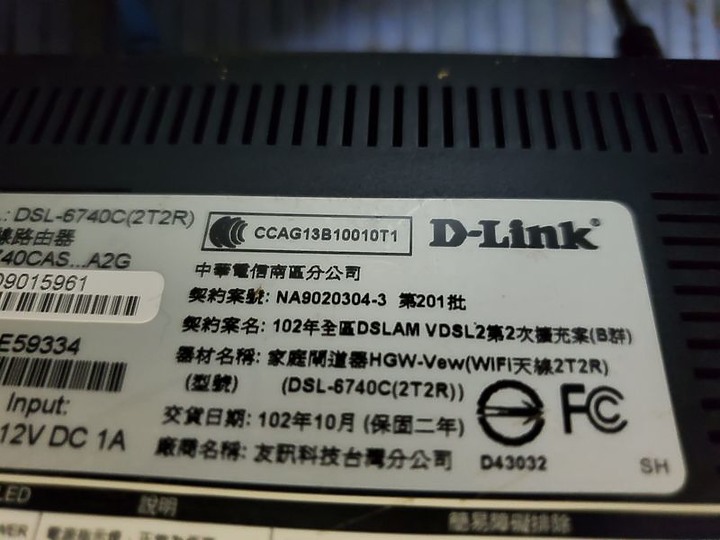 .: DSL-6740C(2T2R)
線路由器
740CAS...A2G
09015961
E59334
Input:
12V DC 1A
CCAG13B10010T1
D-Link
中華電信南區分公司
契約案號: NA9020304-3 第201批
契約案名: 102年全區DSLAM VDSL2第2次擴充案(B群)
器材名稱: 家庭閘道器HGW-Vew(WiFi天線2T2R)
(型號) (DSL-6740C(2T2R))
交貨日期: 102年10月 (保固二年)
廠商名稱: 友訊科技台灣分公司
D43032
FC
SH
LED 說明 簡易障礙排除
POWER